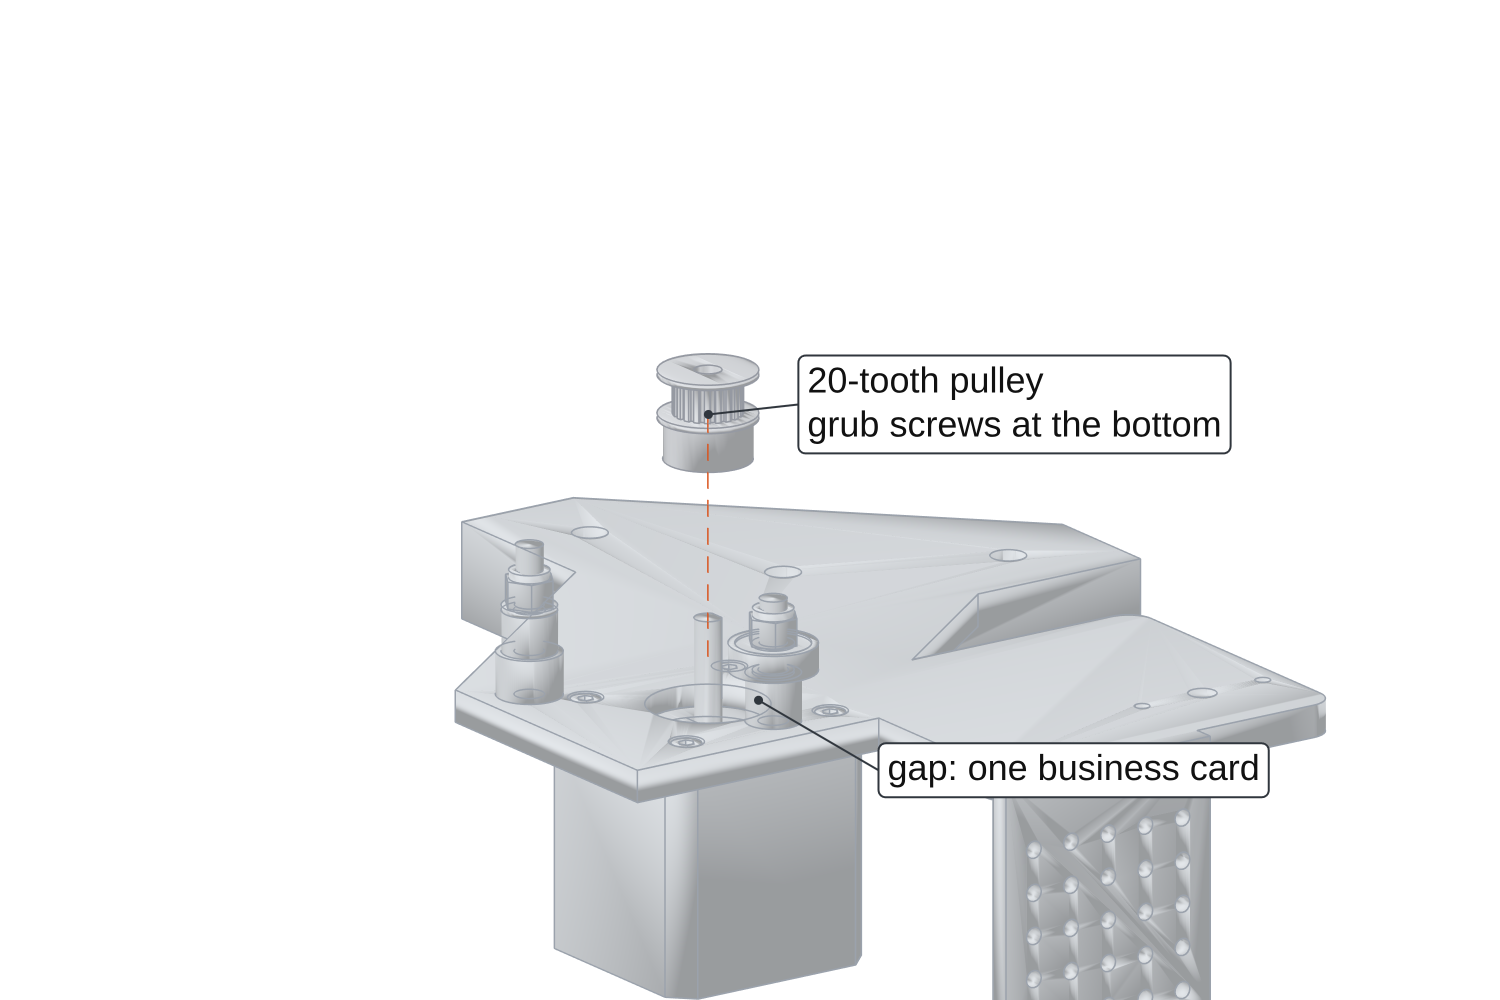 20-tooth pulley
grub screws at the bottom
gap: one business card